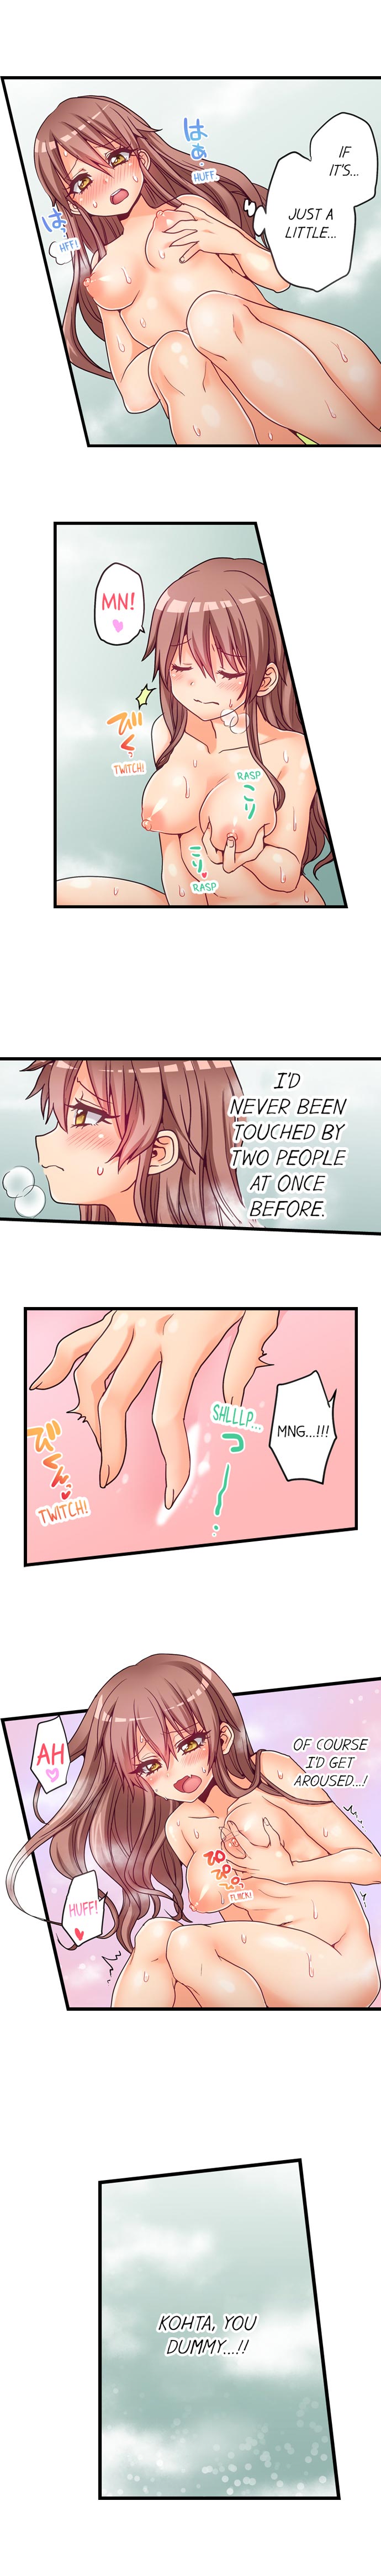 IF
IT'S...
JUST A
LITTLE...
はぁ
HUFF
は
HFF!
MN!
びくっ
TWITCH!
RASP
こり
こり
RASP
I'D
NEVER BEEN
TOUCHED BY
TWO PEOPLE
AT ONCE
BEFORE.
MNG...!!!
SHLLLP...
びくん
TWITCH!
AH
OF COURSE
I'D GET
AROUSED...!
FLICK!
HUFF!
KOHTA, YOU
DUMMY...!!